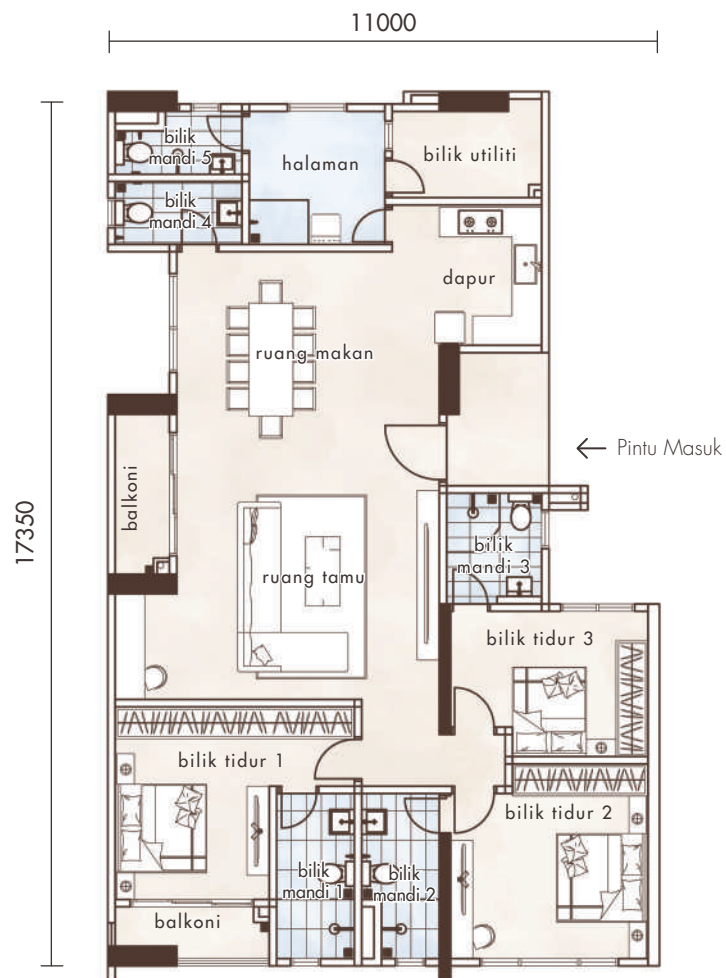 11000
17350
bilik
mandi 5
halaman
bilik utiliti
bilik
mandi 4
dapur
ruang makan
← Pintu Masuk
balkoni
bilik
mandi 3
ruang tamu
bilik tidur 3
bilik tidur 1
bilik tidur 2
bilik
mandi 1
bilik
mandi 2
balkoni